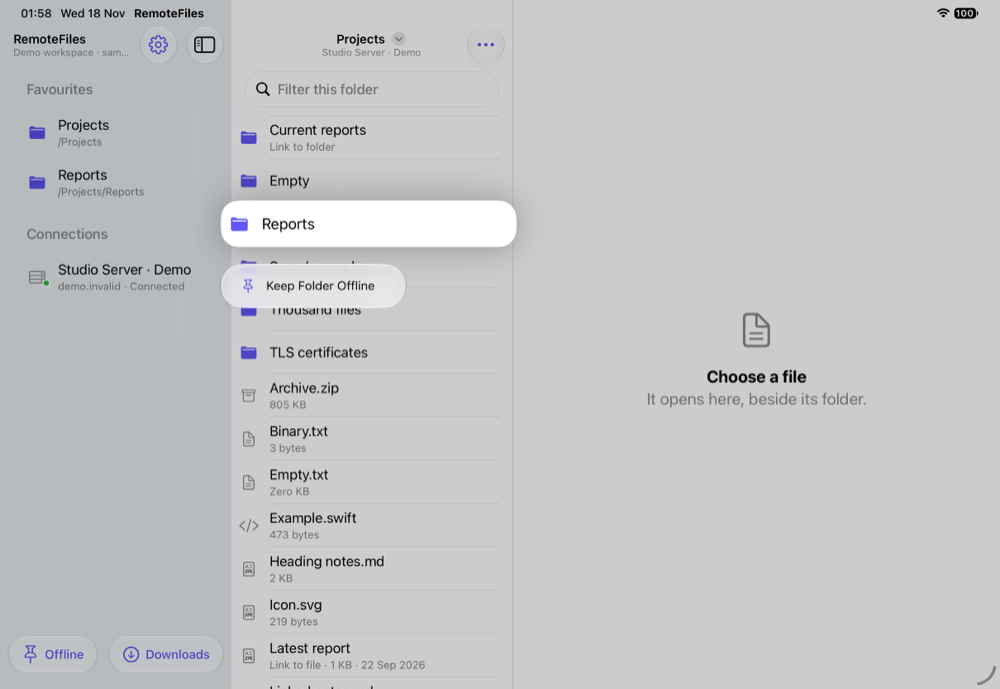 01:58 Wed 18 Nov RemoteFiles
100
RemoteFiles
Demo workspace · sam...
Favourites
Projects
/Projects
Reports
/Projects/Reports
Connections
Studio Server · Demo
demo.invalid · Connected
Offline
Downloads
Projects
Studio Server · Demo
Filter this folder
Current reports
Link to folder
Empty
Reports
Keep Folder Offline
Thousand files
TLS certificates
Archive.zip
805 KB
Binary.txt
3 bytes
Empty.txt
Zero KB
</>
Example.swift
473 bytes
Heading notes.md
2 KB
Icon.svg
219 bytes
Latest report
Link to file · 1 KB · 22 Sep 2026
Choose a file
It opens here, beside its folder.